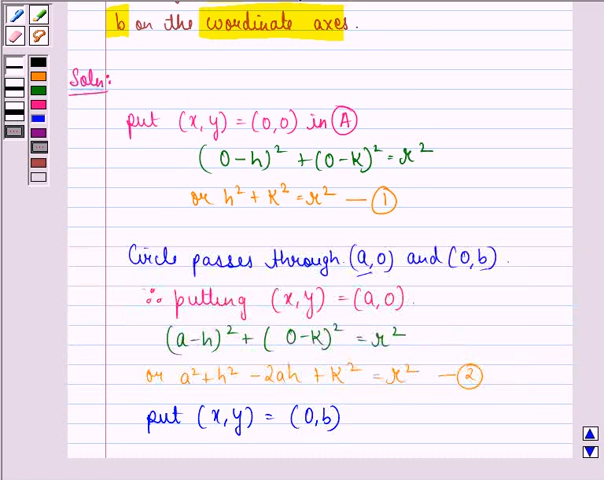 b on the coordinate axes.
Soln:
put (x,y) = (0,0) in A
(0-h)² + (0-k)² = r²
or h² + k² = r² — 1
Circle passes through (a,0) and (0,b).
∴ putting (x,y) = (a,0).
(a-h)² + (0-k)² = r²
or a² + h² - 2ah + k² = r² — 2
put (x,y) = (0,b)